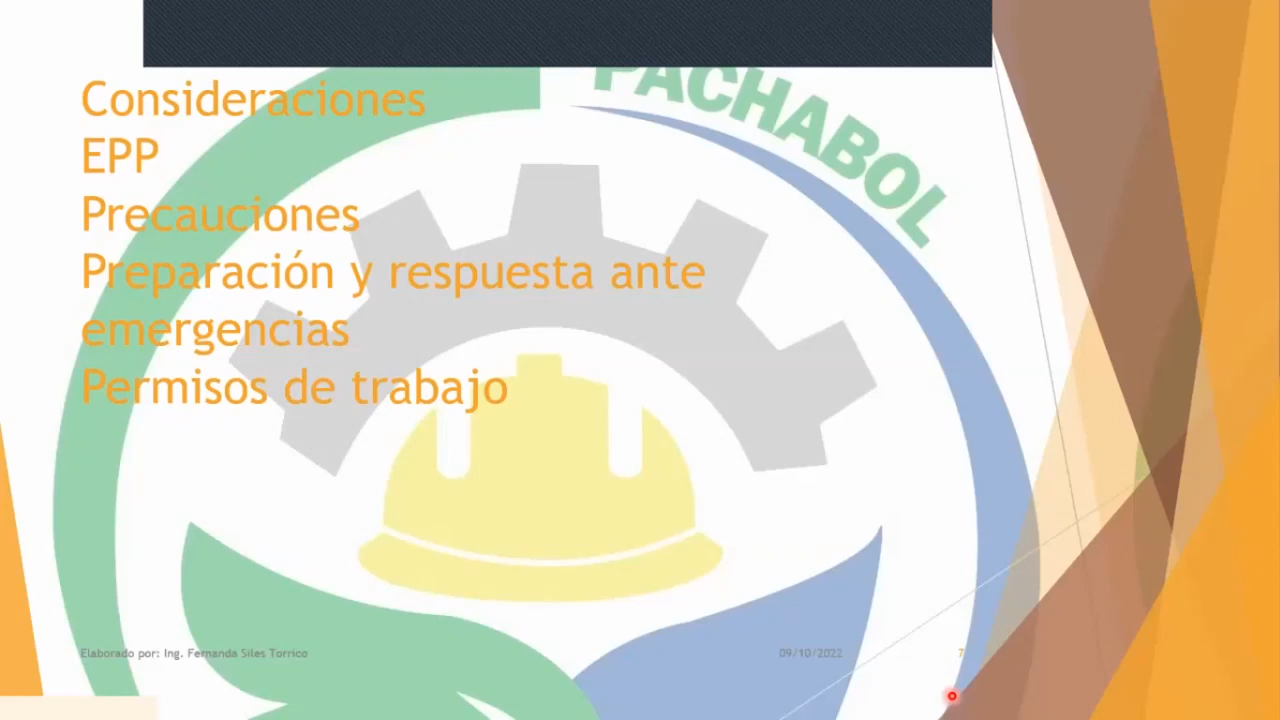 PACHABOL
Consideraciones
EPP
Precauciones
Preparación y respuesta ante
emergencias
Permisos de trabajo
Elaborado por: Ing. Fernanda Siles Torrico
09/10/2022
7